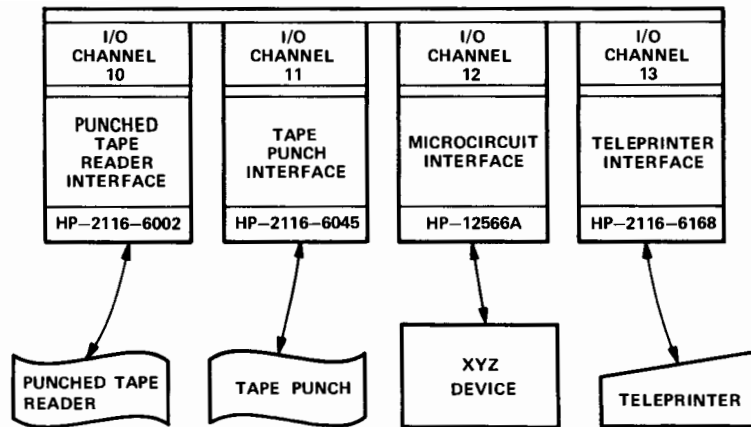 I/O
CHANNEL
10
I/O
CHANNEL
11
I/O
CHANNEL
12
I/O
CHANNEL
13
PUNCHED
TAPE
READER
INTERFACE
TAPE
PUNCH
INTERFACE
MICROCIRCUIT
INTERFACE
TELEPRINTER
INTERFACE
HP-2116-6002
HP-2116-6045
HP-12566A
HP-2116-6168
PUNCHED TAPE
READER
TAPE PUNCH
XYZ
DEVICE
TELEPRINTER